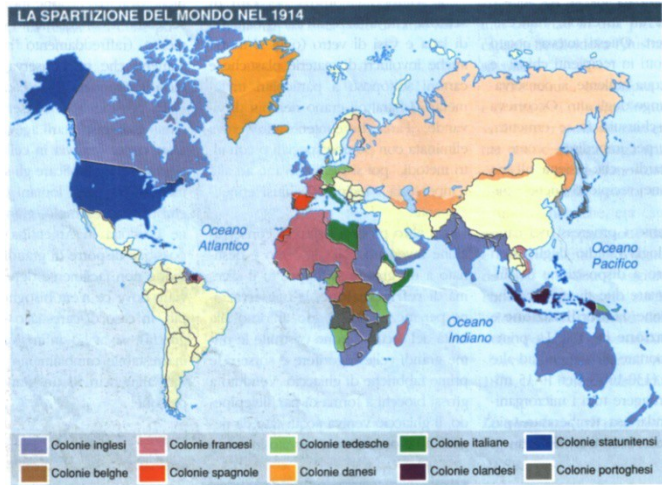 LA SPARTIZIONE DEL MONDO NEL 1914
Oceano
Atlantico
Oceano
Pacifico
Oceano
Indiano
Colonie inglesi
Colonie francesi
Colonie tedesche
Colonie italiane
Colonie statunitensi
Colonie belghe
Colonie spagnole
Colonie danesi
Colonie olandesi
Colonie portoghesi